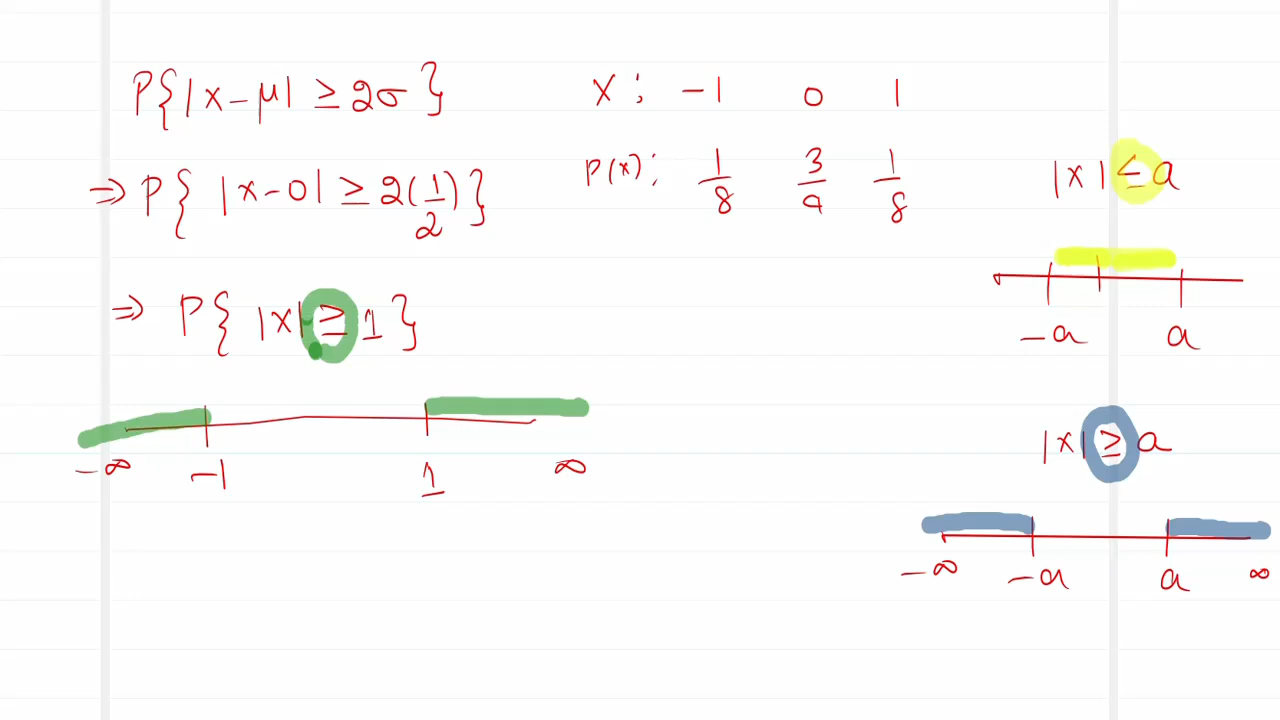 P{|x-μ| ≥ 2σ}
⇒ P{ |x-0| ≥ 2(1/2)}
⇒ P{ |x| ≥ 1}
-∞ -1 1 ∞
X : -1 0 1
P(x) : 1/8 3/4 1/8
|x| ≤ a
-a a
|x| ≥ a
-∞ -a a ∞